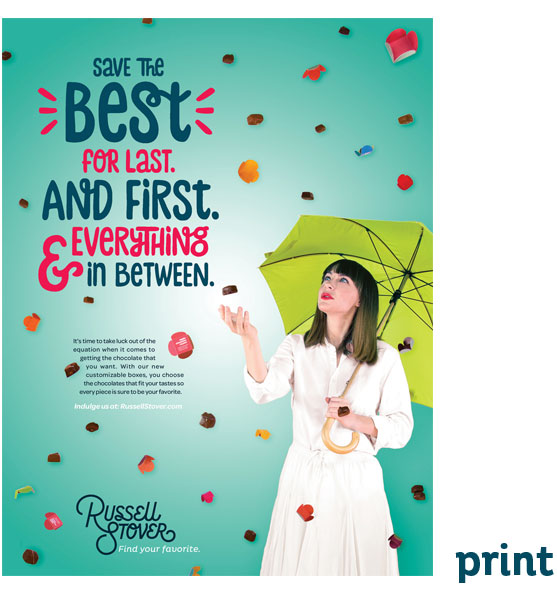 SAVE THE
BEST
FOR LAST.
AND FIRST.
& EVERYTHING
IN BETWEEN.
It's time to take luck out of the
equation when it comes to
getting the chocolate that
you want. With our new
customizable boxes, you choose
the chocolates that fit your tastes so
every piece is sure to be your favorite.
Indulge us at: RussellStover.com
RUSSELL
STOVER
Find your favorite.
print